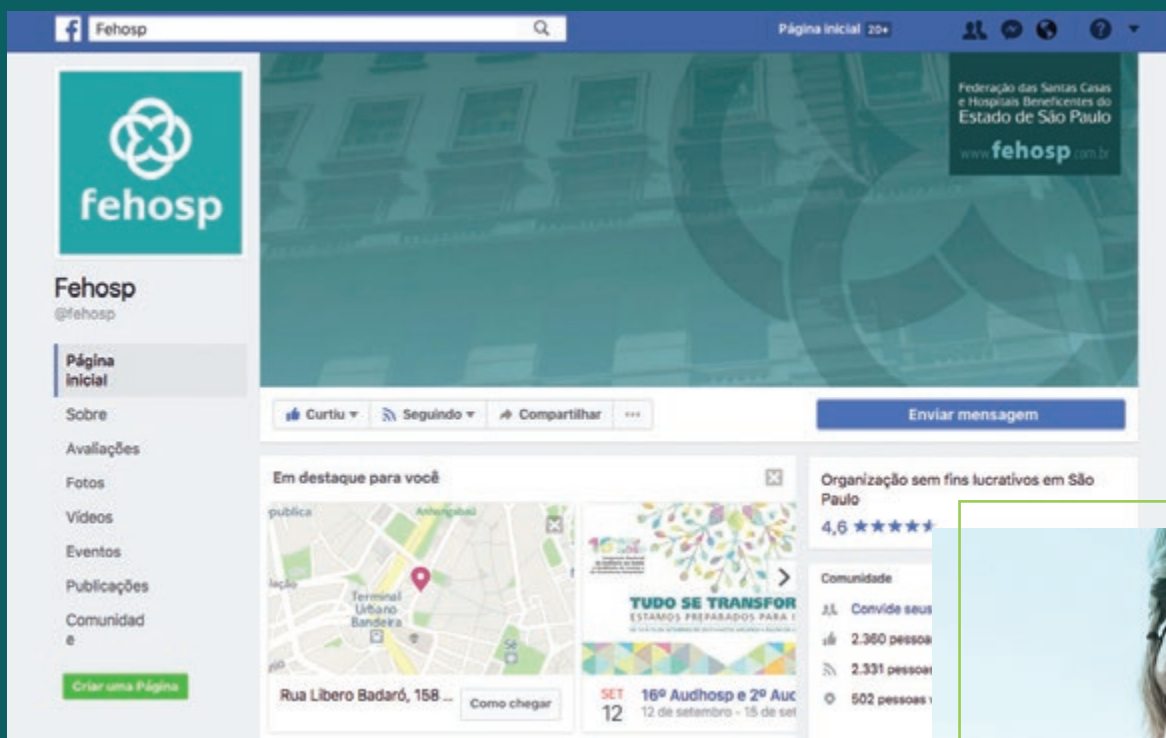 Fehosp
Página inicial 20+
fehosp
Federação das Santas Casas
e Hospitais Beneficentes do
Estado de São Paulo
www.fehosp.com.br
Fehosp
@fehosp
Página
inicial
Sobre
Avaliações
Fotos
Vídeos
Eventos
Publicações
Comunidad
e
Criar uma Página
Curtiu
Seguindo
Compartilhar
Enviar mensagem
Em destaque para você
publica
Anhangabaú
lação
Terminal
Urbano
Bandeira
Rua Líbero Badaró, 158 ...
Como chegar
TUDO SE TRANSFOR
ESTAMOS PREPARADOS PARA
SET
12
16º Audhosp e 2º Auc
12 de setembro - 15 de set
Organização sem fins lucrativos em São
Paulo
4,6
Comunidade
Convide seus
2.360 pessoa
2.331 pessoa
502 pessoas